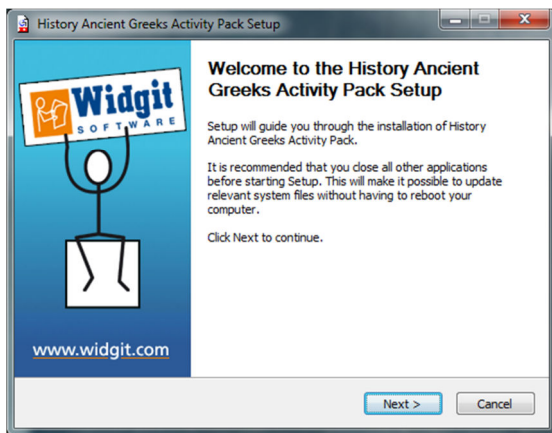 History Ancient Greeks Activity Pack Setup
Widgit
SOFTWARE
www.widgit.com
Welcome to the History Ancient
Greeks Activity Pack Setup
Setup will guide you through the installation of History
Ancient Greeks Activity Pack.
It is recommended that you close all other applications
before starting Setup. This will make it possible to update
relevant system files without having to reboot your
computer.
Click Next to continue.
Next >
Cancel